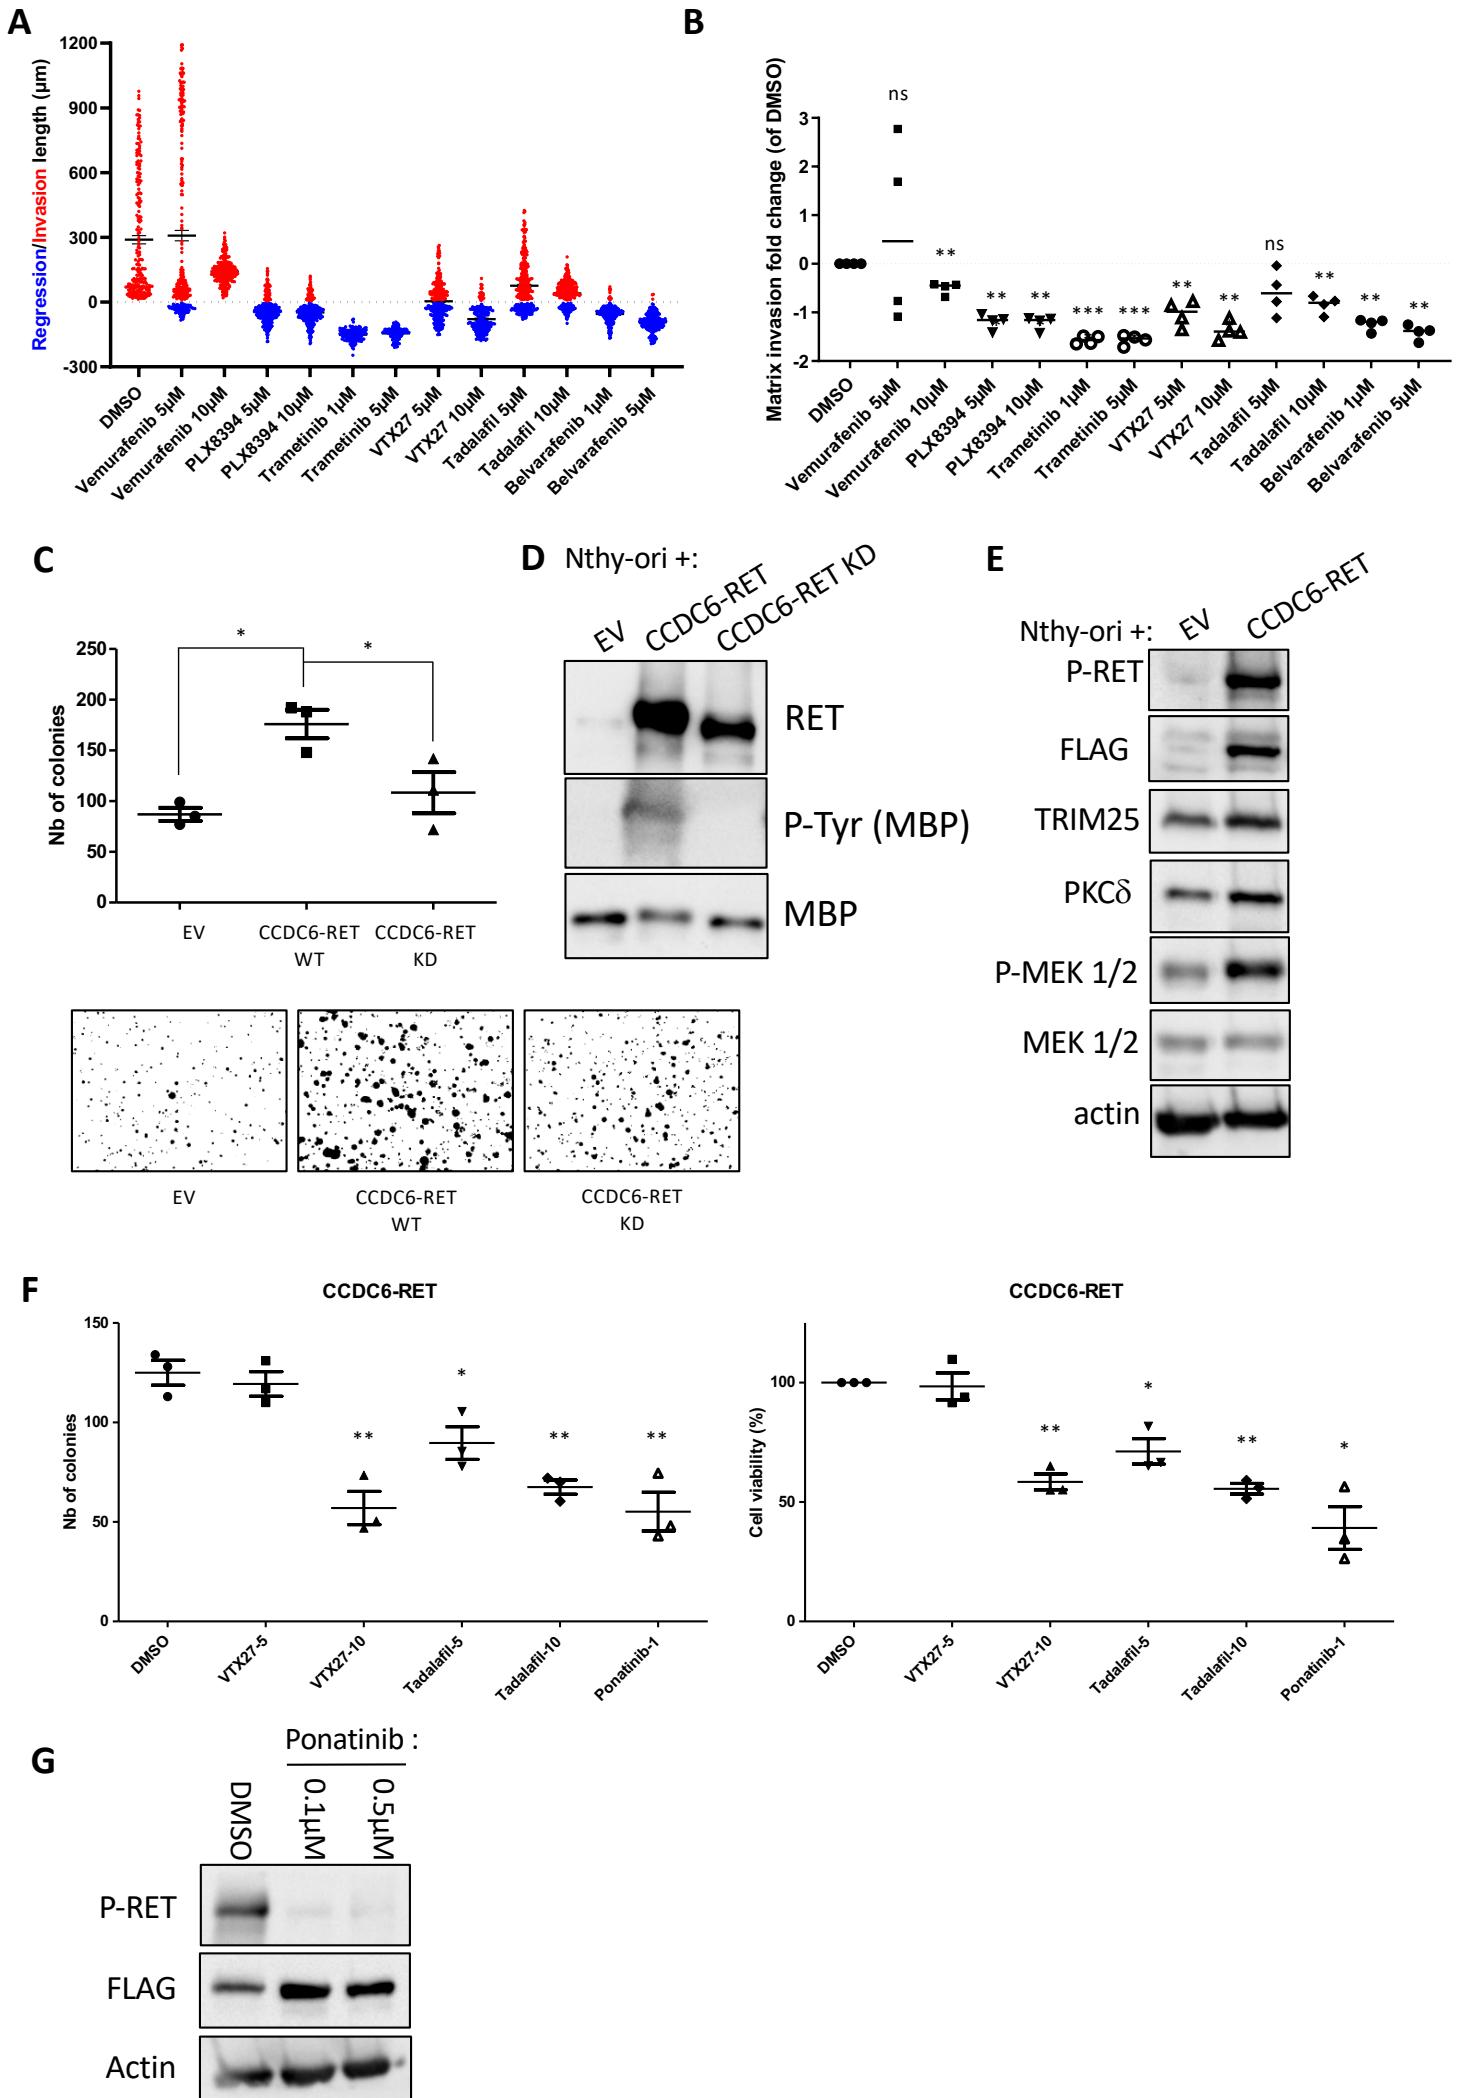 A
Regression/Invasion length (µm)
1200
900
600
300
0
-300
DMSO
Vemurafenib 5µM
Vemurafenib 10µM
PLX8394 5µM
PLX8394 10µM
Trametinib 1µM
Trametinib 5µM
VTX27 5µM
VTX27 10µM
Tadalafil 5µM
Tadalafil 10µM
Belvarafenib 1µM
Belvarafenib 5µM
B
Matrix invasion fold change (of DMSO)
3
2
1
0
-1
-2
ns
**
**
**
***
***
**
**
ns
**
**
**
DMSO
Vemurafenib 5µM
Vemurafenib 10µM
PLX8394 5µM
PLX8394 10µM
Trametinib 1µM
Trametinib 5µM
VTX27 5µM
VTX27 10µM
Tadalafil 5µM
Tadalafil 10µM
Belvarafenib 1µM
Belvarafenib 5µM
C
Nb of colonies
250
200
150
100
50
0
*
*
EV
CCDC6-RET
WT
CCDC6-RET
KD
EV
CCDC6-RET
WT
CCDC6-RET
KD
D
Nthy-ori +:
EV
CCDC6-RET
CCDC6-RET KD
RET
P-Tyr (MBP)
MBP
E
Nthy-ori +:
EV
CCDC6-RET
P-RET
FLAG
TRIM25
PKCδ
P-MEK 1/2
MEK 1/2
actin
F
CCDC6-RET
Nb of colonies
150
100
50
0
**
*
**
**
DMSO
VTX27-5
VTX27-10
Tadalafil-5
Tadalafil-10
Ponatinib-1
CCDC6-RET
Cell viability (%)
100
50
0
**
*
**
*
DMSO
VTX27-5
VTX27-10
Tadalafil-5
Tadalafil-10
Ponatinib-1
G
Ponatinib :
DMSO
0.1µM
0.5µM
P-RET
FLAG
Actin